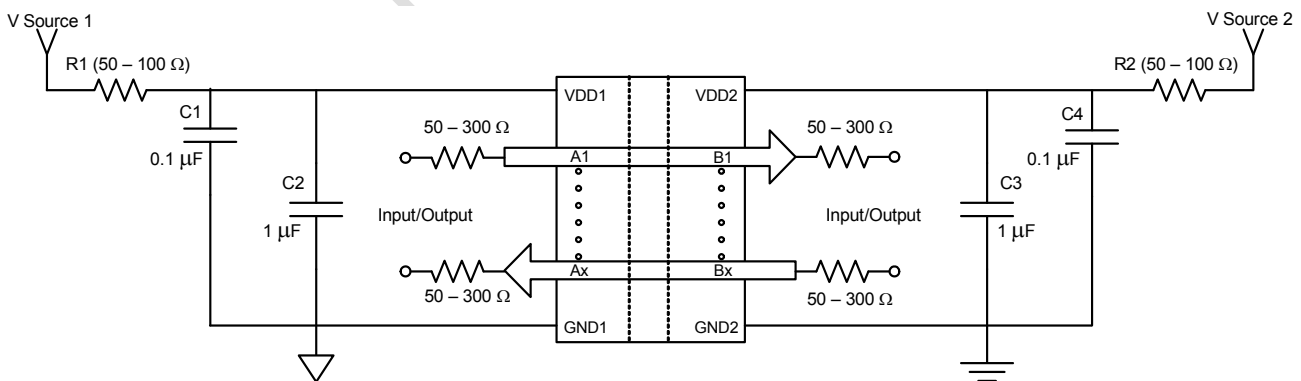 V Source 1
V Source 2
R1 (50 – 100 Ω)
R2 (50 – 100 Ω)
VDD1
VDD2
C1
C4
50 – 300 Ω
50 – 300 Ω
0.1 μF
0.1 μF
A1
B1
C2
C3
Input/Output
Input/Output
1 μF
1 μF
Ax
Bx
50 – 300 Ω
50 – 300 Ω
GND1
GND2